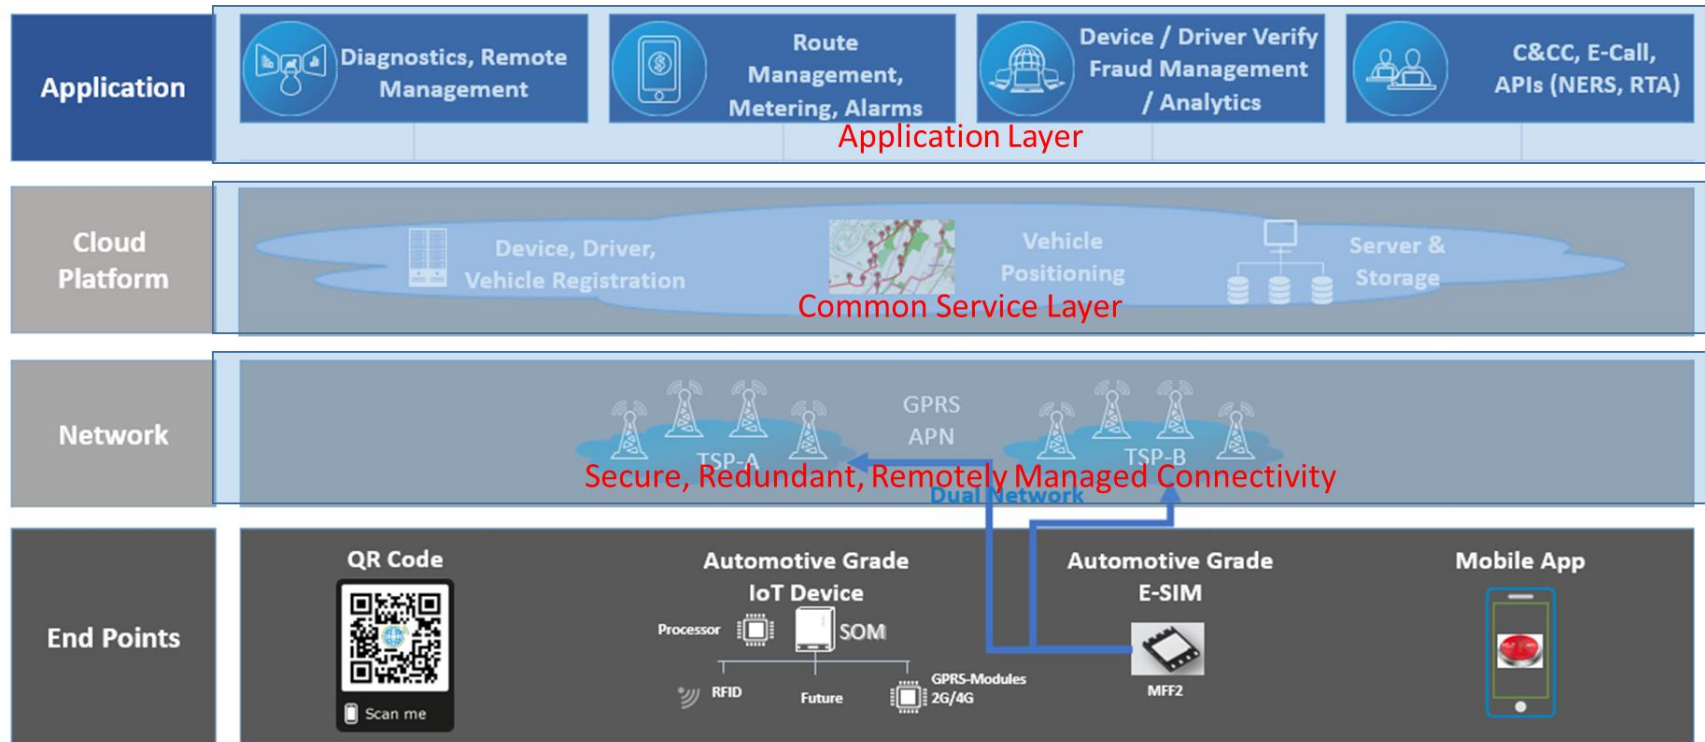 Application
Diagnostics, Remote
Management
Route
Management,
Metering, Alarms
Device / Driver Verify
Fraud Management
/ Analytics
C&CC, E-Call,
APIs (NERS, RTA)
Application Layer
Cloud
Platform
Device, Driver,
Vehicle Registration
Vehicle
Positioning
Server &
Storage
Common Service Layer
Network
TSP-A
GPRS
APN
TSP-B
Secure, Redundant, Remotely Managed Connectivity
Dual Network
End Points
QR Code
Scan me
Automotive Grade
IoT Device
Processor
SOM
RFID
Future
GPRS-Modules
2G/4G
Automotive Grade
E-SIM
MFF2
Mobile App